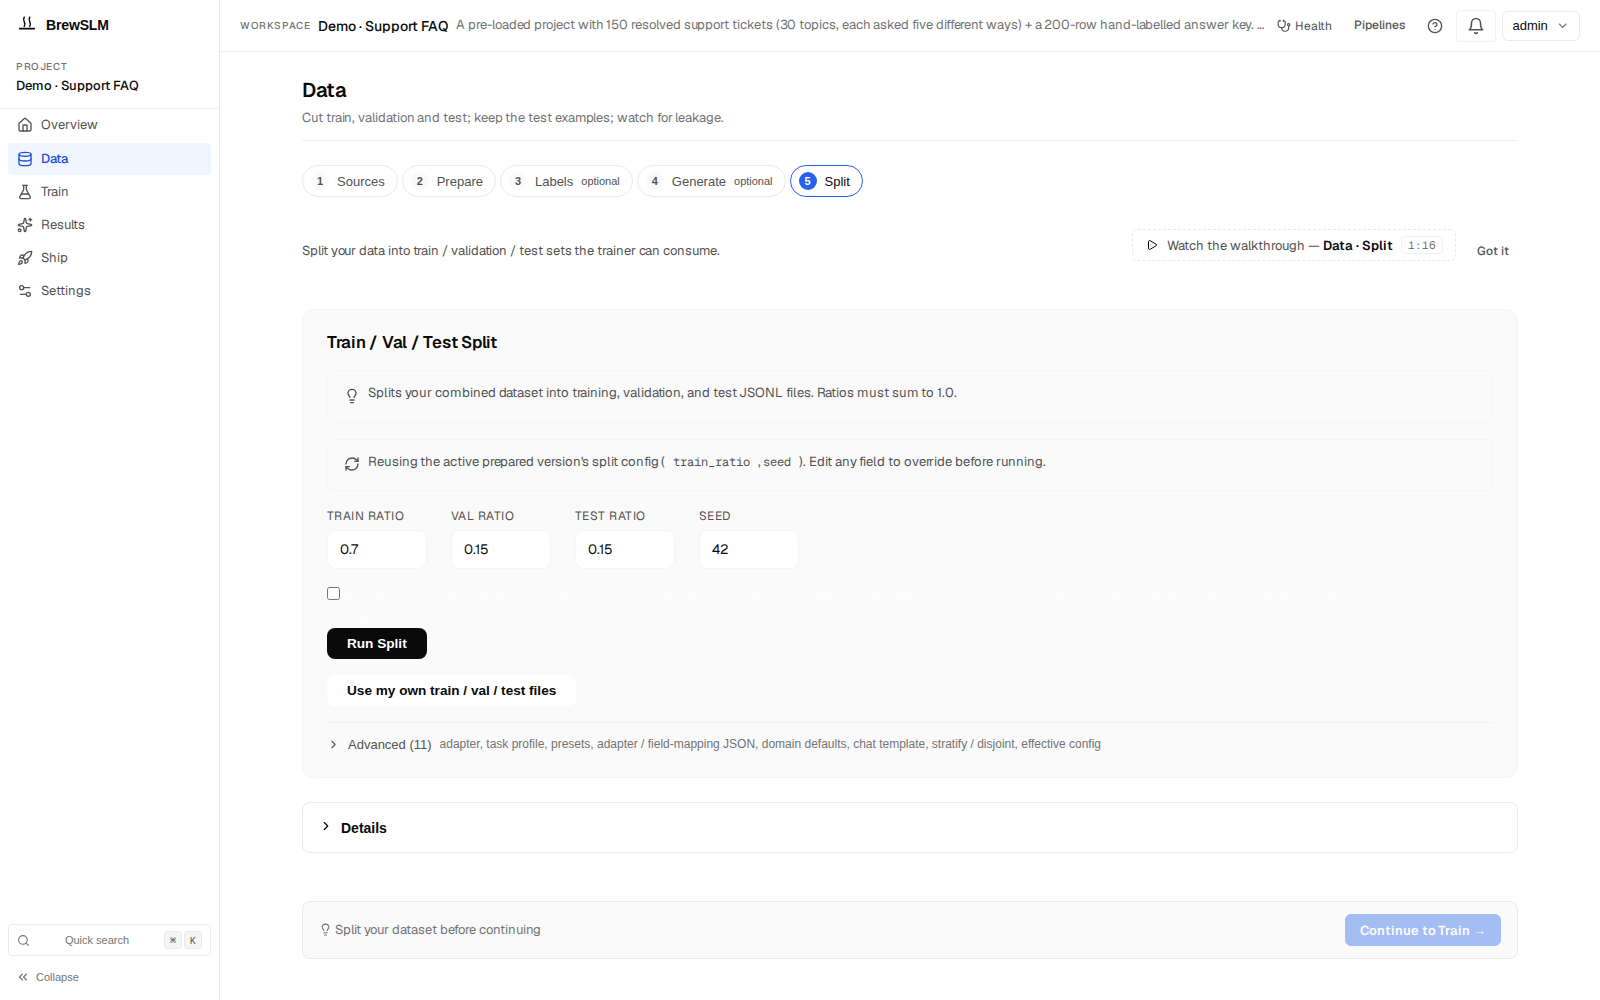 BrewSLM
PROJECT
Demo · Support FAQ
Overview
Data
Train
Results
Ship
Settings
Quick search ⌘ K
Collapse
WORKSPACE Demo · Support FAQ A pre-loaded project with 150 resolved support tickets (30 topics, each asked five different ways) + a 200-row hand-labelled answer key. ...
Health
Pipelines
admin
Data
Cut train, validation and test; keep the test examples; watch for leakage.
1 Sources
2 Prepare
3 Labels optional
4 Generate optional
5 Split
Split your data into train / validation / test sets the trainer can consume.
Watch the walkthrough — Data · Split 1:16
Got it
Train / Val / Test Split
Splits your combined dataset into training, validation, and test JSONL files. Ratios must sum to 1.0.
Reusing the active prepared version's split config ( train_ratio , seed ). Edit any field to override before running.
TRAIN RATIO VAL RATIO TEST RATIO SEED
0.7 0.15 0.15 42
Run Split
Use my own train / val / test files
Advanced (11) adapter, task profile, presets, adapter / field-mapping JSON, domain defaults, chat template, stratify / disjoint, effective config
Details
Split your dataset before continuing
Continue to Train →